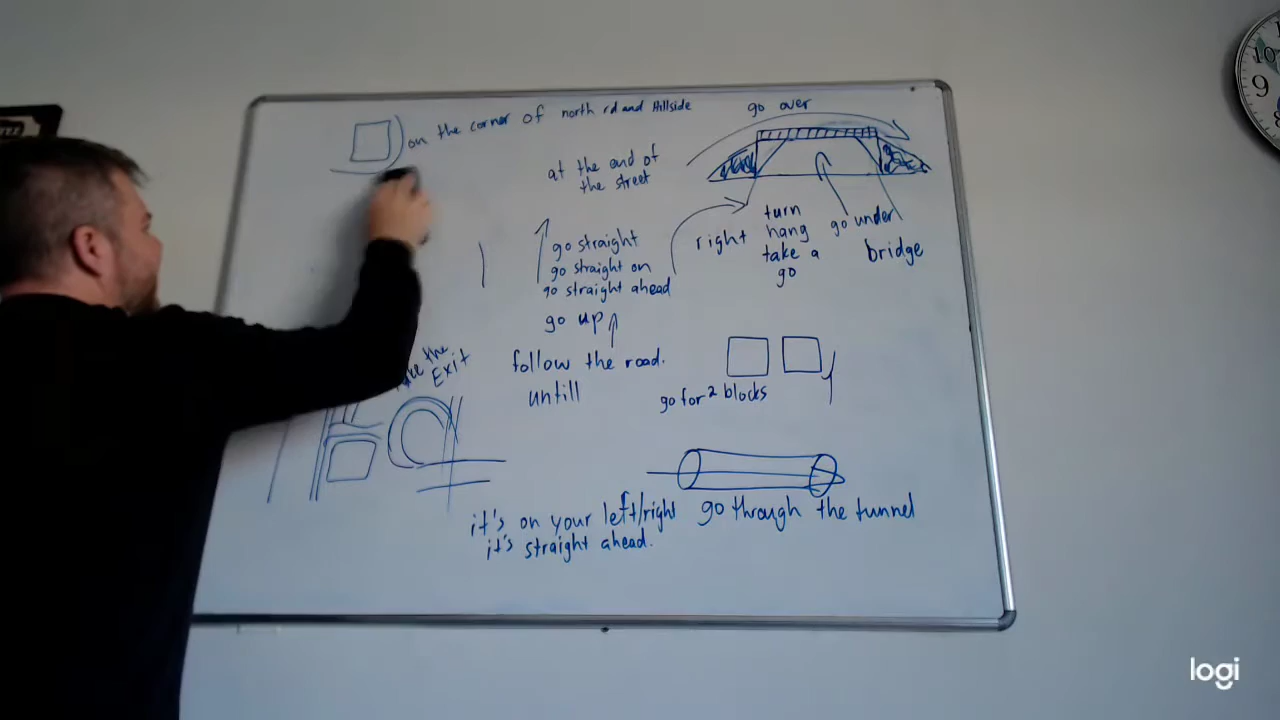 on the corner of north rd and Hillside
go over
at the end of
the street
turn
hang
take a
go
right
go under
bridge
go straight
go straight on
go straight ahead
go up
follow the road.
untill
the
Exit
go for 2 blocks
it's on your left/right
it's straight ahead.
go through the tunnel
10
9
8
logi